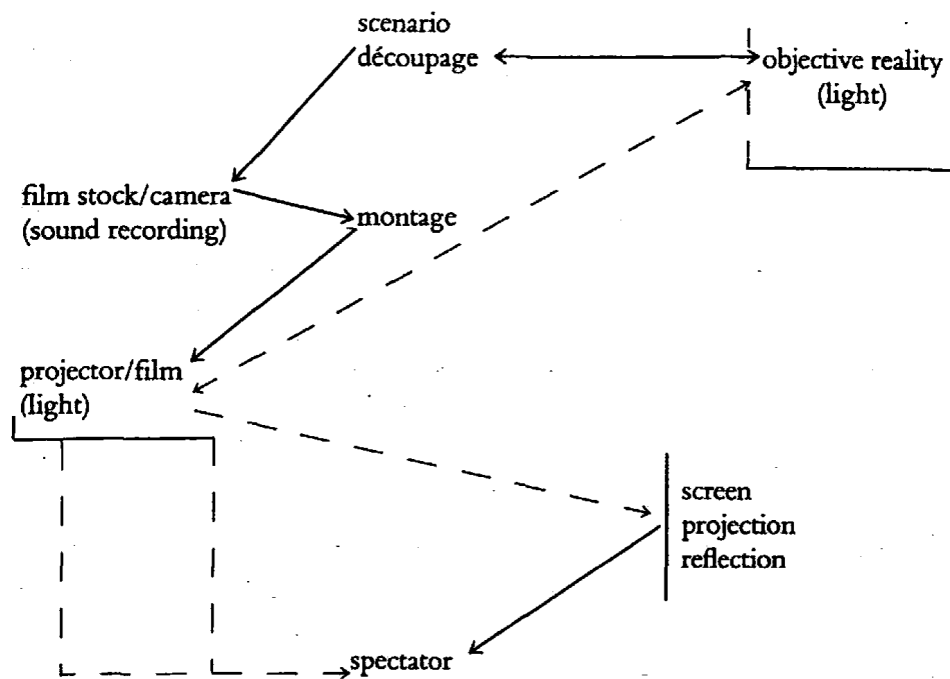 scenario
découpage
objective reality
(light)
film stock/camera
(sound recording)
montage
projector/film
(light)
screen
projection
reflection
spectator